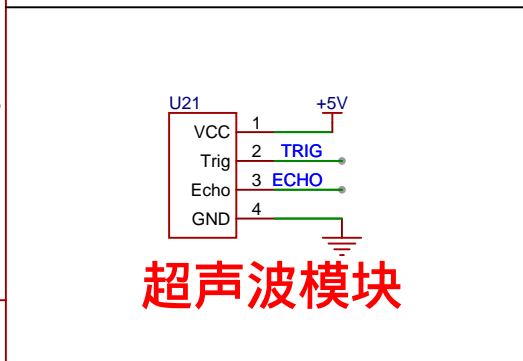 U21
+5V
VCC 1
Trig 2 TRIG
Echo 3 ECHO
GND 4
超声波模块